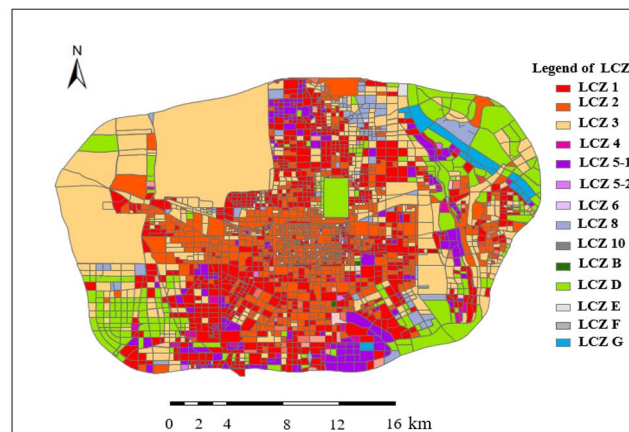 N
Legend of LCZ
LCZ 1
LCZ 2
LCZ 3
LCZ 4
LCZ 5-1
LCZ 5-2
LCZ 6
LCZ 8
LCZ 10
LCZ B
LCZ D
LCZ E
LCZ F
LCZ G
0 2 4 8 12 16 km